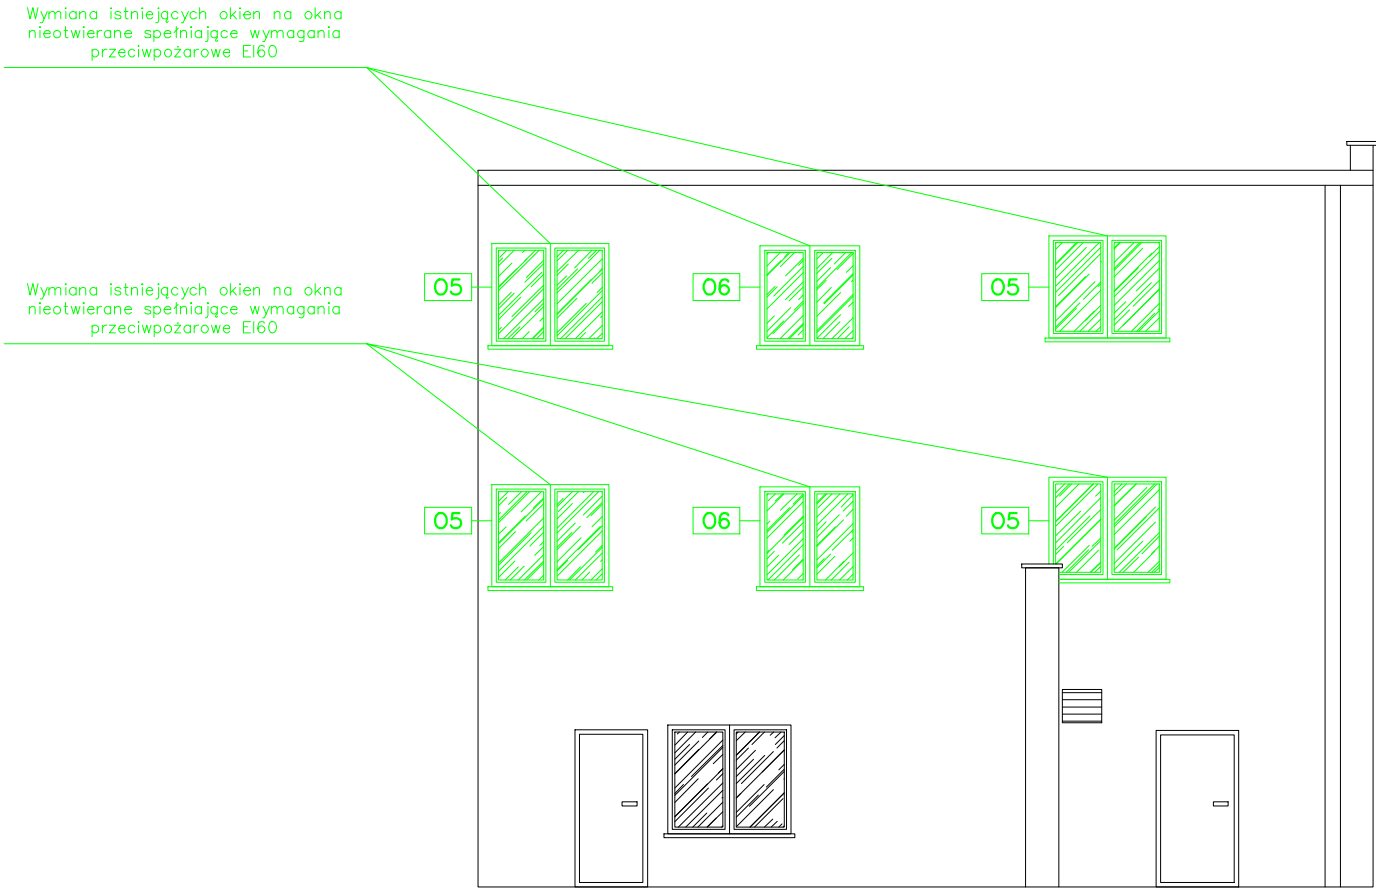 Wymiana istniejących okien na okna
nieotwierane spełniające wymagania
przeciwpożarowe EI60
O5
O6
O5
Wymiana istniejących okien na okna
nieotwierane spełniające wymagania
przeciwpożarowe EI60
O5
O6
O5